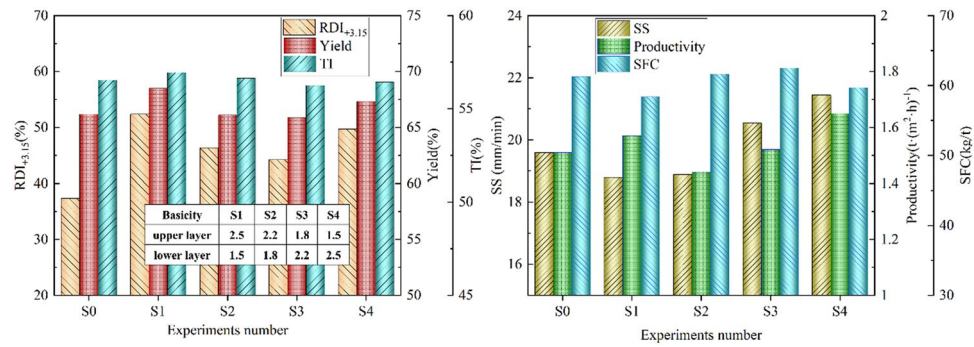 80
70
60
50
40
30
20
RDI+3.15(%)
RDI+3.15
Yield
TI
Basicity S1 S2 S3 S4
upper layer 2.5 2.2 1.8 1.5
lower layer 1.5 1.8 2.2 2.5
S0 S1 S2 S3 S4
Experiments number
75
70
65
60
55
50
Yield(%)
60
55
50
45
TI(%)
24
22
20
18
16
SS (mm/min)
SS
Productivity
SFC
S0 S1 S2 S3 S4
Experiments number
2
1.8
1.6
1.4
1.2
1
Productivity(t·(m²·h)⁻¹)
70
60
50
40
30
SFC(kg/t)